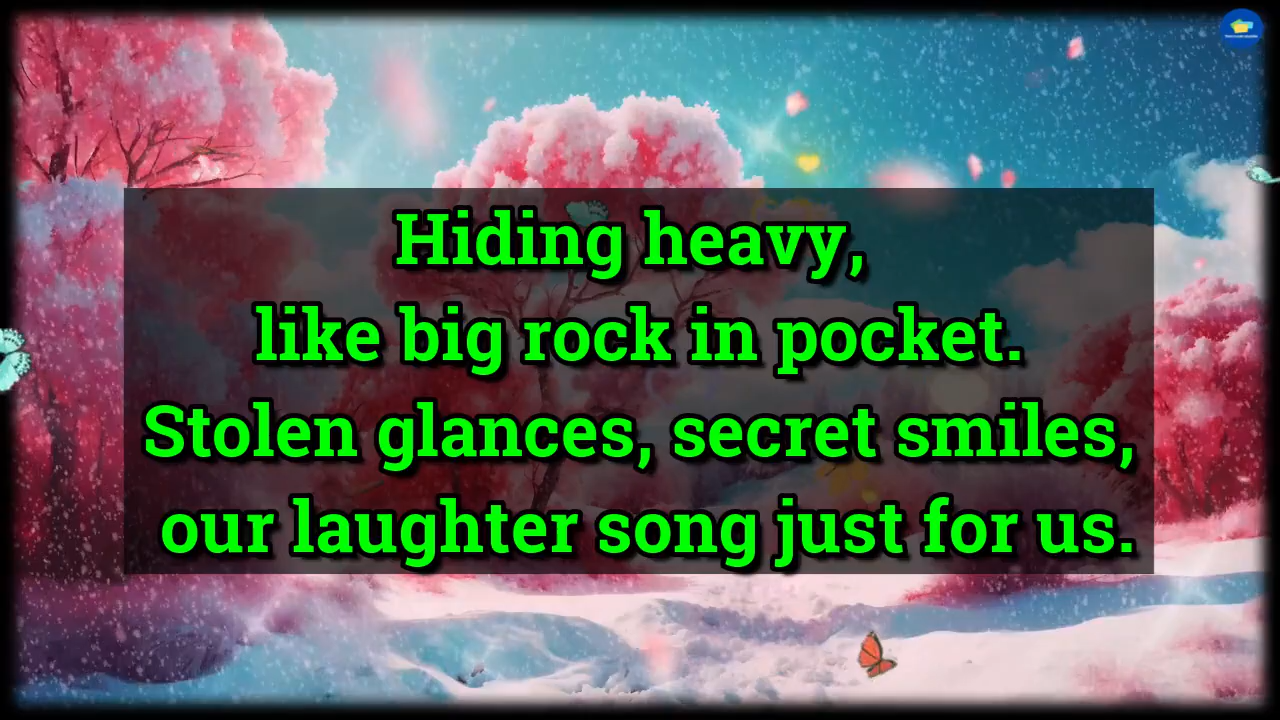 Hiding heavy,
like big rock in pocket.
Stolen glances, secret smiles,
our laughter song just for us.